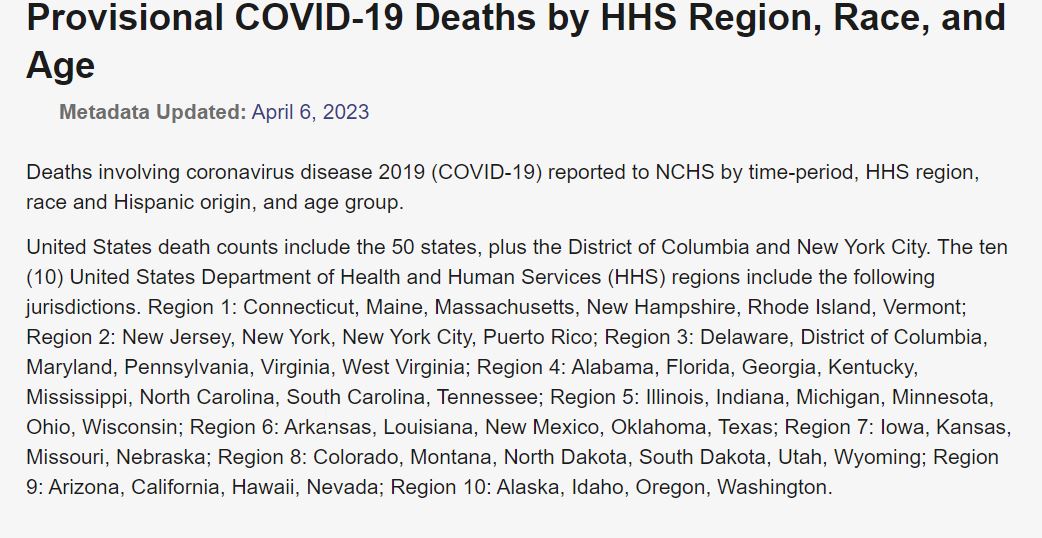 Provisional COVID-19 Deaths by HHS Region, Race, and
Age
Metadata Updated: April 6, 2023
Deaths involving coronavirus disease 2019 (COVID-19) reported to NCHS by time-period, HHS region,
race and Hispanic origin, and age group.
United States death counts include the 50 states, plus the District of Columbia and New York City. The ten
(10) United States Department of Health and Human Services (HHS) regions include the following
jurisdictions. Region 1: Connecticut, Maine, Massachusetts, New Hampshire, Rhode Island, Vermont;
Region 2: New Jersey, New York, New York City, Puerto Rico; Region 3: Delaware, District of Columbia,
Maryland, Pennsylvania, Virginia, West Virginia; Region 4: Alabama, Florida, Georgia, Kentucky,
Mississippi, North Carolina, South Carolina, Tennessee; Region 5: Illinois, Indiana, Michigan, Minnesota,
Ohio, Wisconsin; Region 6: Arkansas, Louisiana, New Mexico, Oklahoma, Texas; Region 7: Iowa, Kansas,
Missouri, Nebraska; Region 8: Colorado, Montana, North Dakota, South Dakota, Utah, Wyoming; Region
9: Arizona, California, Hawaii, Nevada; Region 10: Alaska, Idaho, Oregon, Washington.